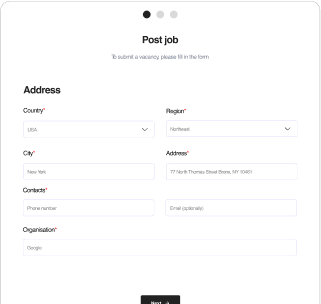 Post job
To submit a vacancy, please fill in the form
Address
Country*
Region*
USA
Northeast
City*
Address*
New York
77 North Thomas Street Bronx, NY 10461
Contacts*
Phone number
Email (optionally)
Organisation*
Google
Next →